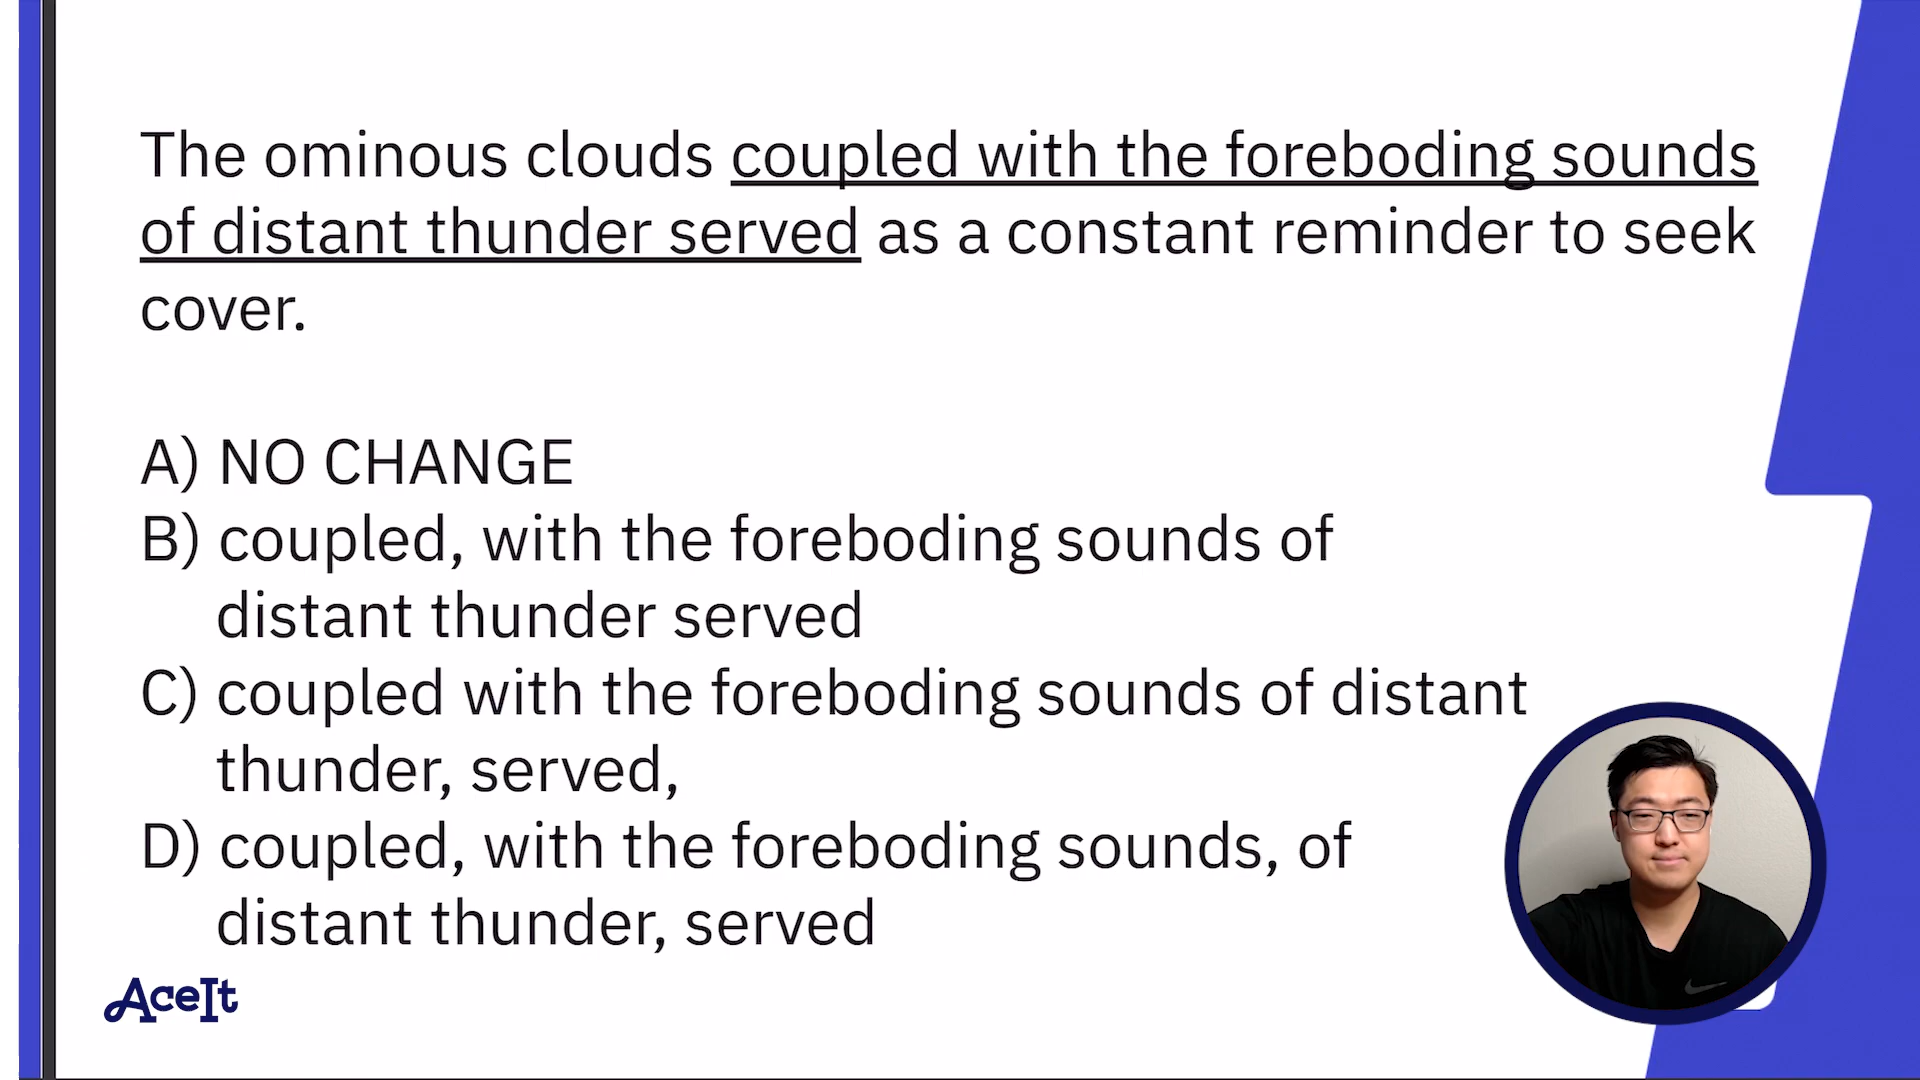 The ominous clouds coupled with the foreboding sounds
of distant thunder served as a constant reminder to seek
cover.
A) NO CHANGE
B) coupled, with the foreboding sounds of
distant thunder served
C) coupled with the foreboding sounds of distant
thunder, served,
D) coupled, with the foreboding sounds, of
distant thunder, served
AceIt